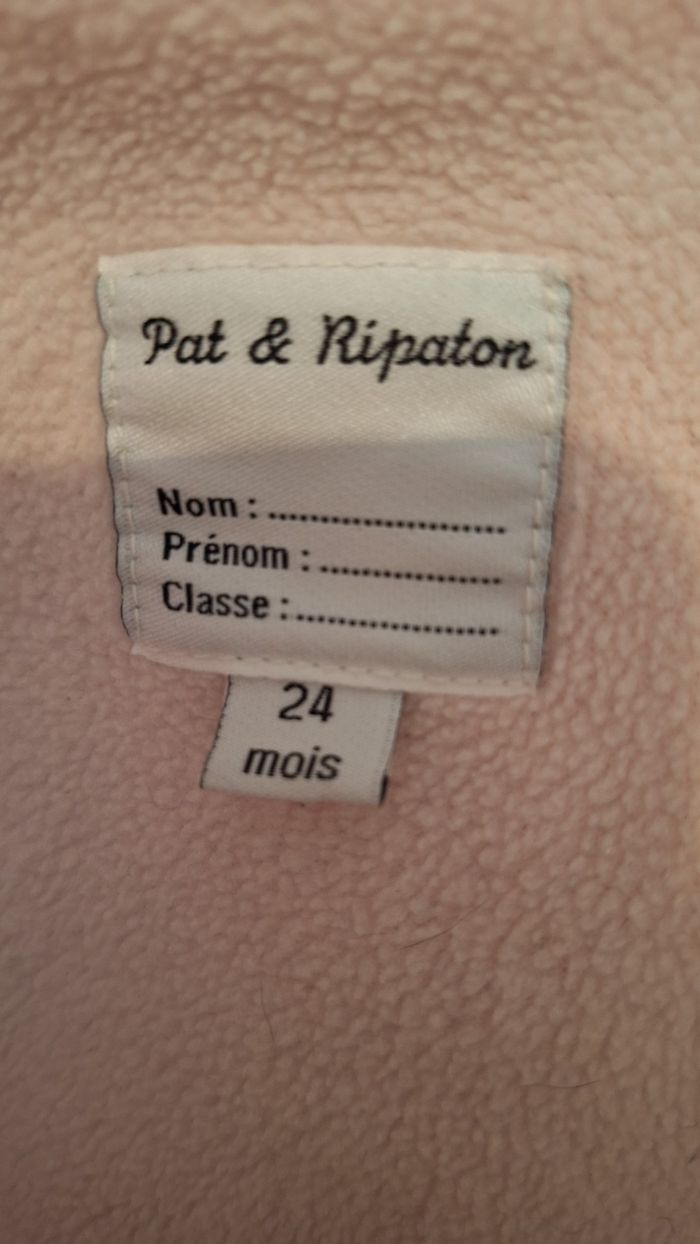 Pat & Ripaton
Nom : ........................
Prénom : ...................
Classe : .....................
24
mois